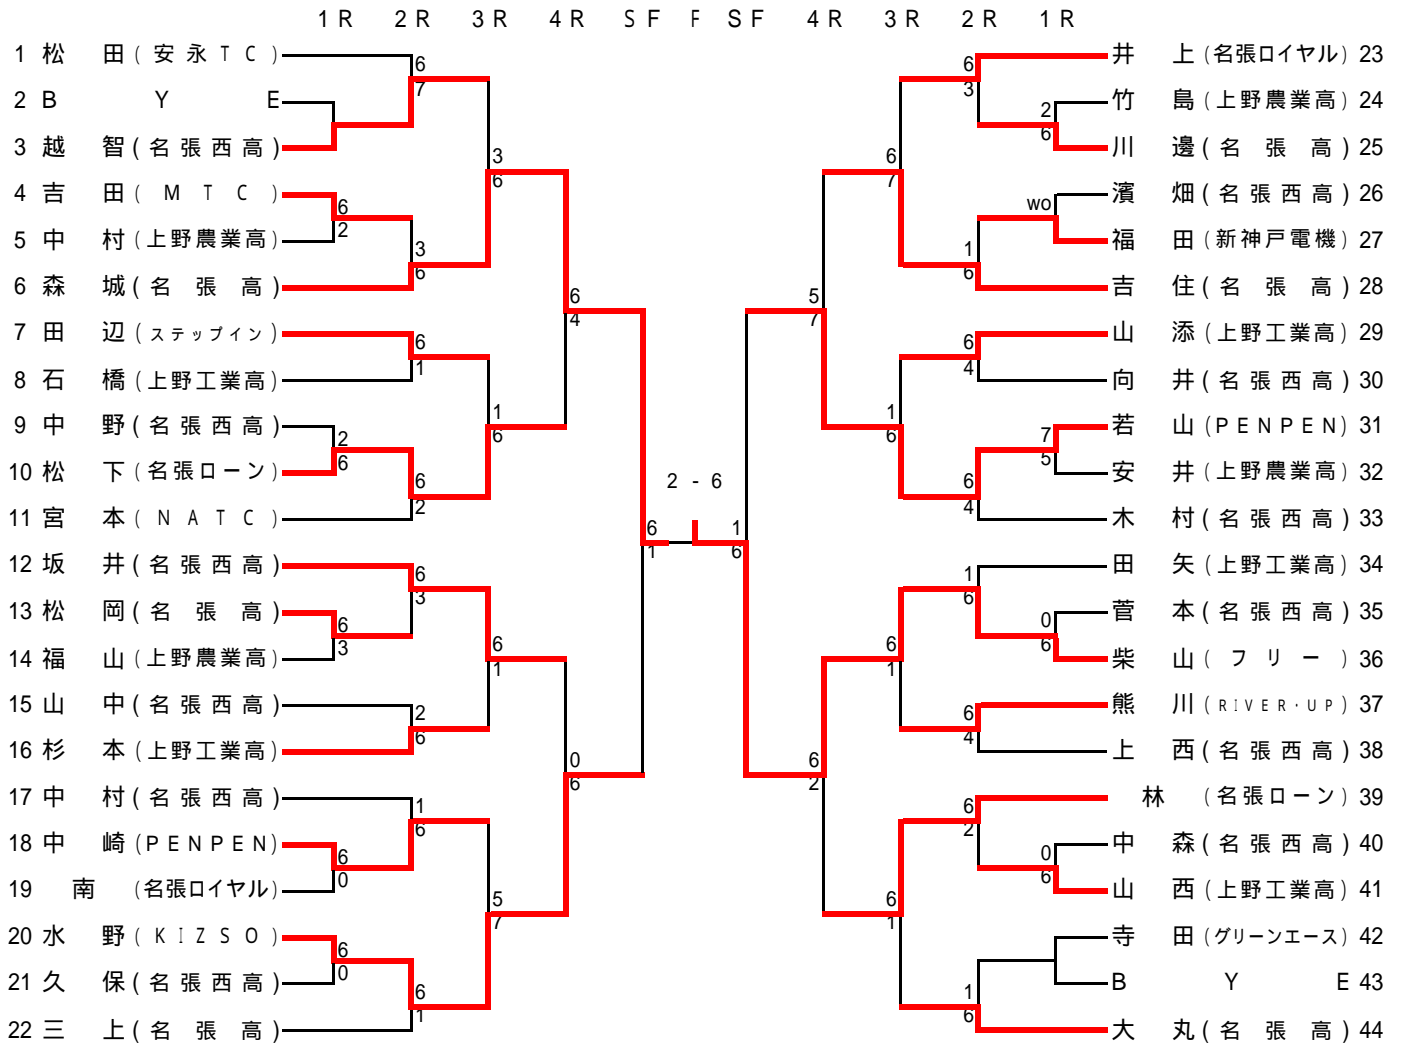 1R 2R 3R 4R SF F SF 4R 3R 2R 1R
1 松田(安永TC)
2 BYE
3 越智(名張西高)
4 吉田(MTC)
5 中村(上野農業高)
6 森城(名張高)
7 田辺(ステップイン)
8 石橋(上野工業高)
9 中野(名張西高)
10 松下(名張ローン)
11 宮本(NATC)
12 坂井(名張西高)
13 松岡(名張高)
14 福山(上野農業高)
15 山中(名張西高)
16 杉本(上野工業高)
17 中村(名張西高)
18 中崎(PENPEN)
19 南(名張ロイヤル)
20 水野(KIZSO)
21 久保(名張西高)
22 三上(名張高)
6
2
2
6
6
3
6
0
6
0
6
7
3
6
6
1
6
2
6
3
2
6
1
6
6
1
3
6
1
6
6
1
5
7
6
4
0
6
6
1
2-6
1
6
5
7
6
2
6
7
1
6
6
1
6
1
6
3
1
6
6
4
6
4
1
6
6
4
6
2
1
6
2
6
wo
7
5
0
6
0
6
井上(名張ロイヤル) 23
竹島(上野農業高) 24
川邊(名張高) 25
濱畑(名張西高) 26
福田(新神戸電機) 27
吉住(名張高) 28
山添(上野工業高) 29
向井(名張西高) 30
若山(PENPEN) 31
安井(上野農業高) 32
木村(名張西高) 33
田矢(上野工業高) 34
菅本(名張西高) 35
柴山(フリー) 36
熊川(RIVER・UP) 37
上西(名張西高) 38
林(名張ローン) 39
中森(名張西高) 40
山西(上野工業高) 41
寺田(グリーンエース) 42
BYE 43
大丸(名張高) 44